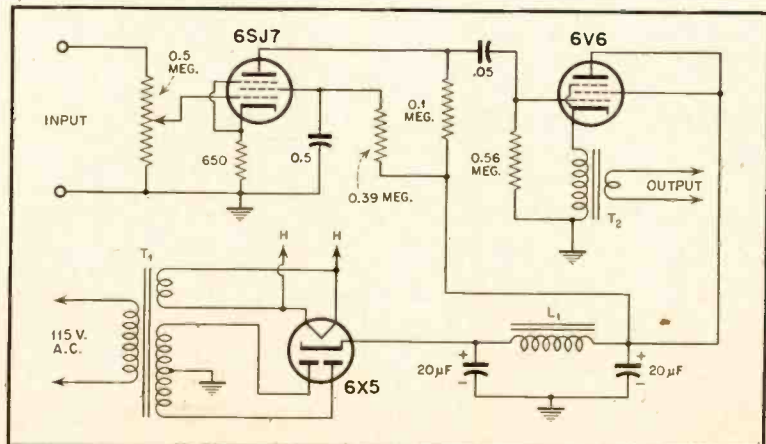 6SJ7
6V6
0.5
MEG.
.05
INPUT
0.1
MEG.
650
0.5
0.56
MEG.
0.39 MEG.
OUTPUT
T2
H
H
T1
115 V.
A.C.
L1
+
20µF
-
+
20µF
-
6X5